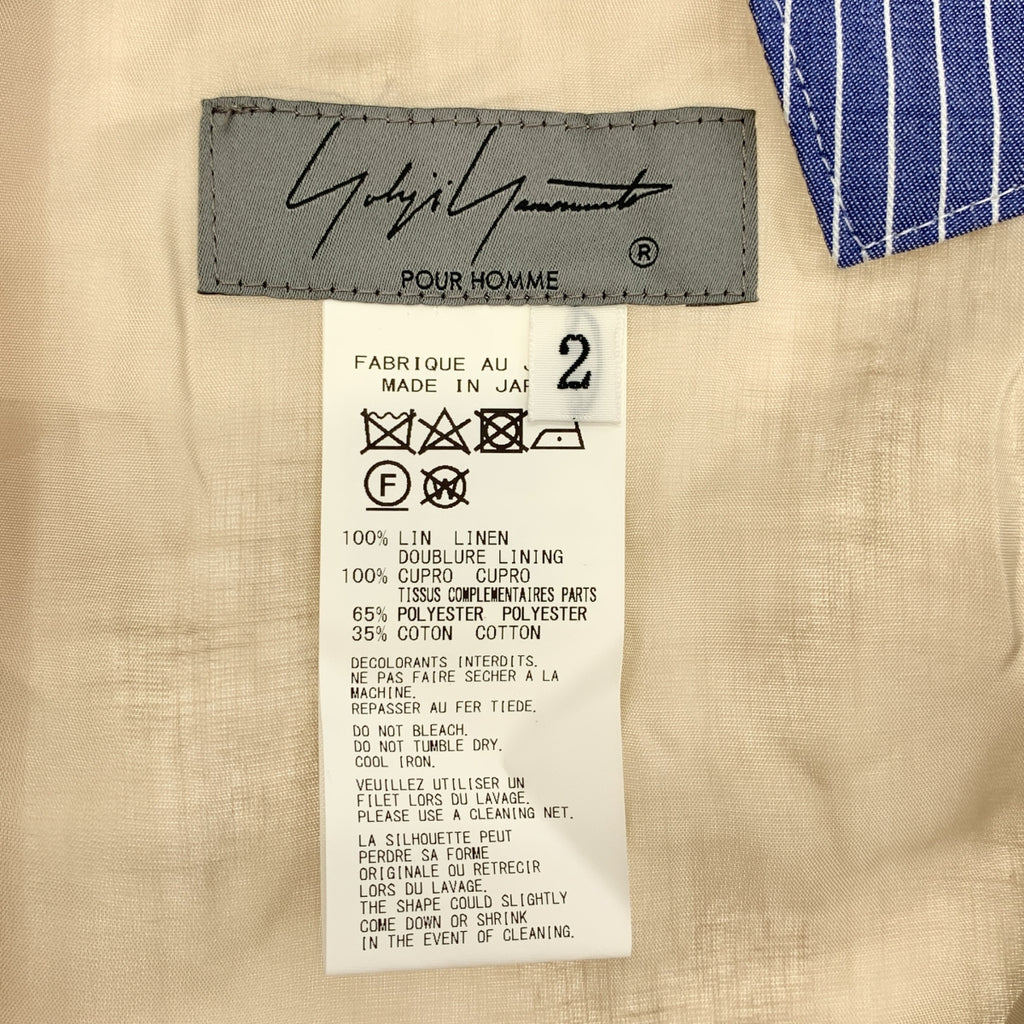 Yohji Yamamoto
®
POUR HOMME
2
FABRIQUE AU
MADE IN
F
W
100% LIN LINEN
DOUBLURE LINING
100% CUPRO CUPRO
TISSUS COMPLEMENTAIRES PARTS
65% POLYESTER POLYESTER
35% COTON COTTON
DECOLORANTS INTERDITS.
NE PAS FAIRE SECHER A LA
MACHINE.
REPASSER AU FER TIEDE.
DO NOT BLEACH.
DO NOT TUMBLE DRY.
COOL IRON.
VEUILLEZ UTILISER UN
FILET LORS DU LAVAGE.
PLEASE USE A CLEANING NET.
LA SILHOUETTE PEUT
PERDRE SA FORME
ORIGINALE OU RETRECIR
LORS DU LAVAGE.
THE SHAPE COULD SLIGHTLY
COME DOWN OR SHRINK
IN THE EVENT OF CLEANING.